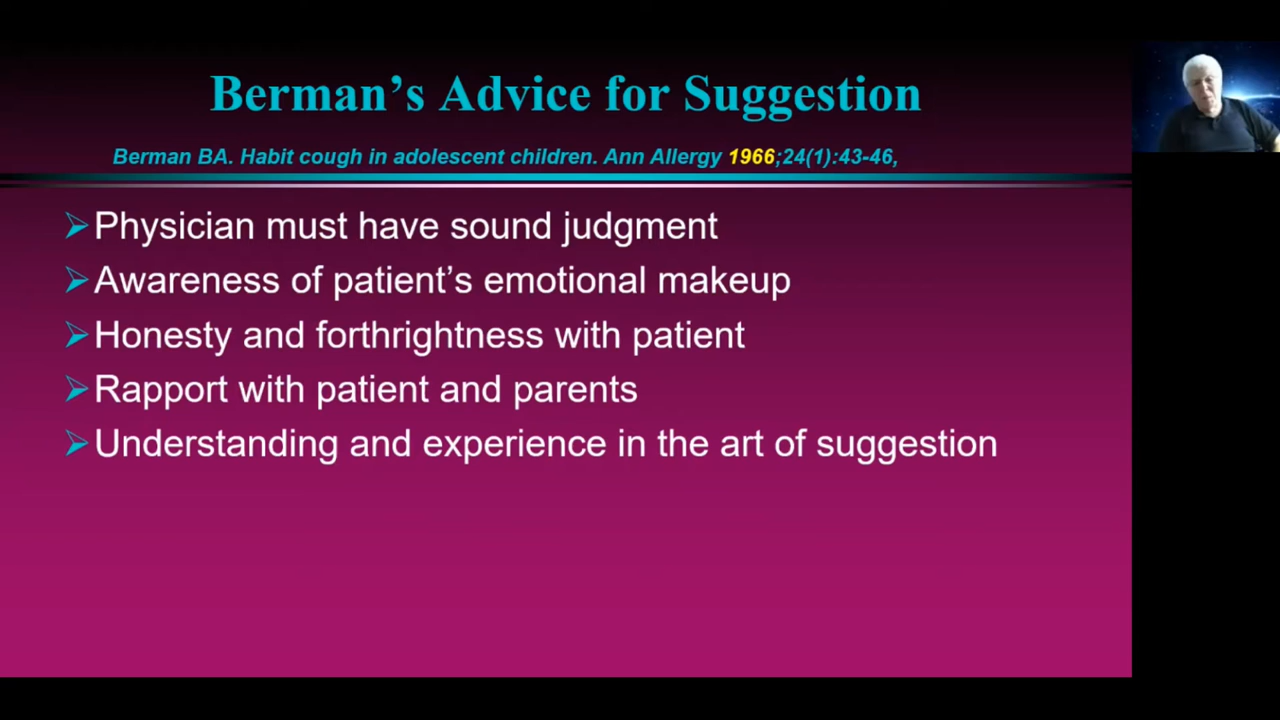 Berman’s Advice for Suggestion
Berman BA. Habit cough in adolescent children. Ann Allergy 1966;24(1):43-46,
Physician must have sound judgment
Awareness of patient’s emotional makeup
Honesty and forthrightness with patient
Rapport with patient and parents
Understanding and experience in the art of suggestion